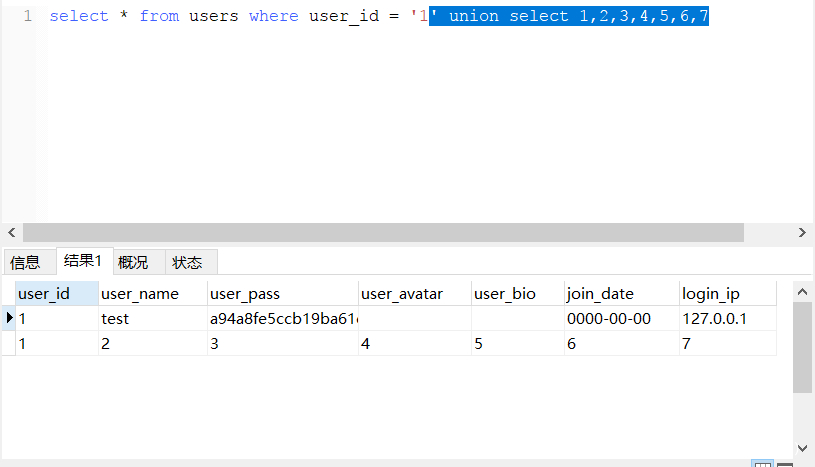 1 select * from users where user_id = '1' union select 1,2,3,4,5,6,7
信息 结果1 概况 状态
user_id user_name user_pass user_avatar user_bio join_date login_ip
1 test a94a8fe5ccb19ba61 0000-00-00 127.0.0.1
1 2 3 4 5 6 7